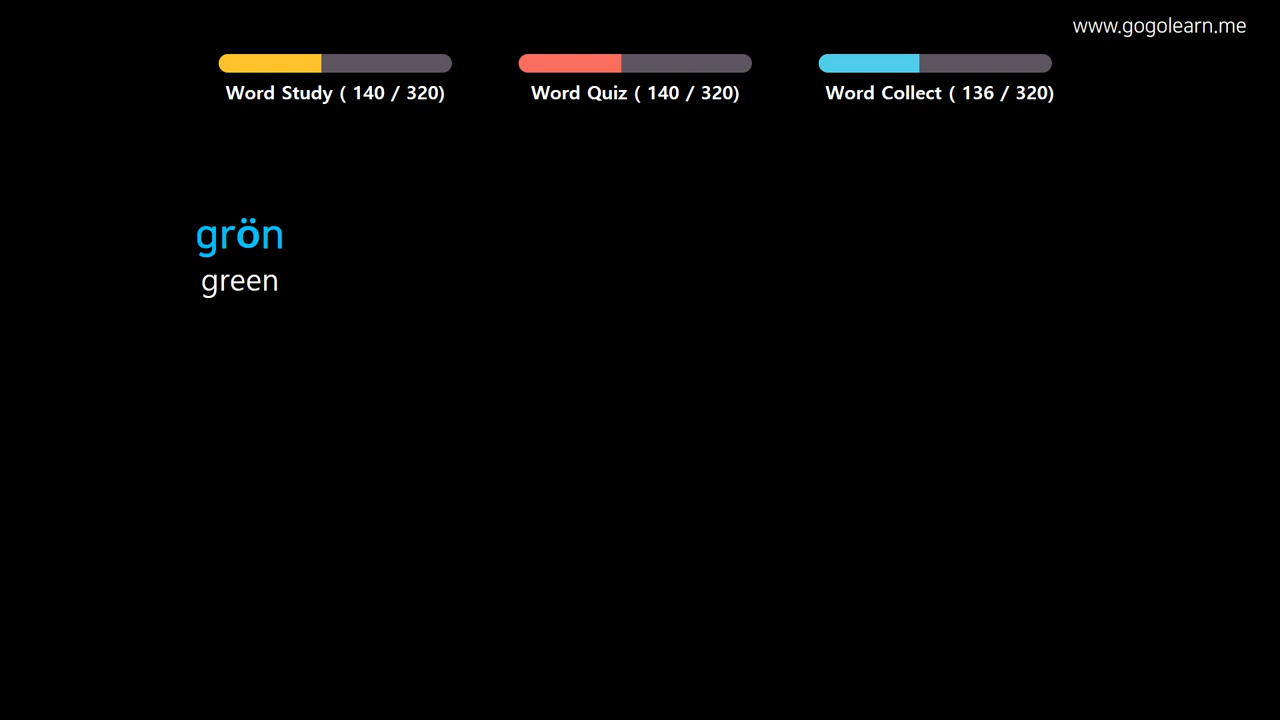 www.gogolearn.me
Word Study ( 140 / 320)
Word Quiz ( 140 / 320)
Word Collect ( 136 / 320)
grön
green